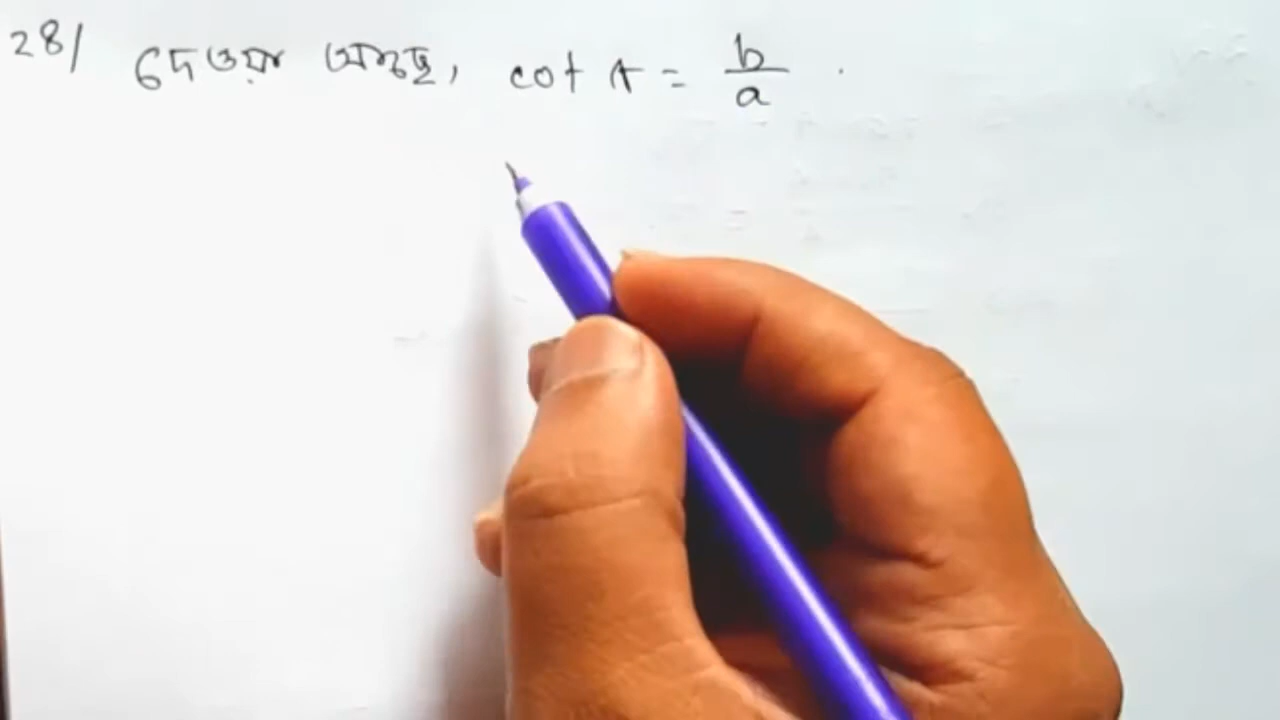 28/ দেওয়া আছে, cot A = b/a .